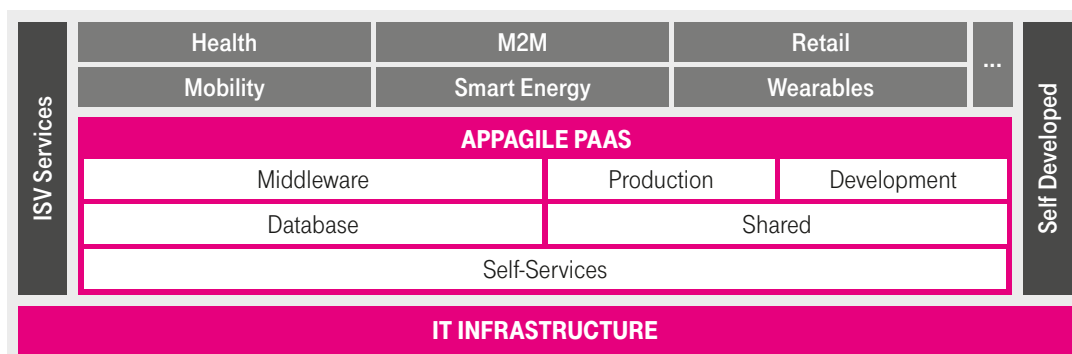 ISV Services
Health
M2M
Retail
...
Mobility
Smart Energy
Wearables
APPAGILE PAAS
Middleware
Production
Development
Database
Shared
Self-Services
Self Developed
IT INFRASTRUCTURE